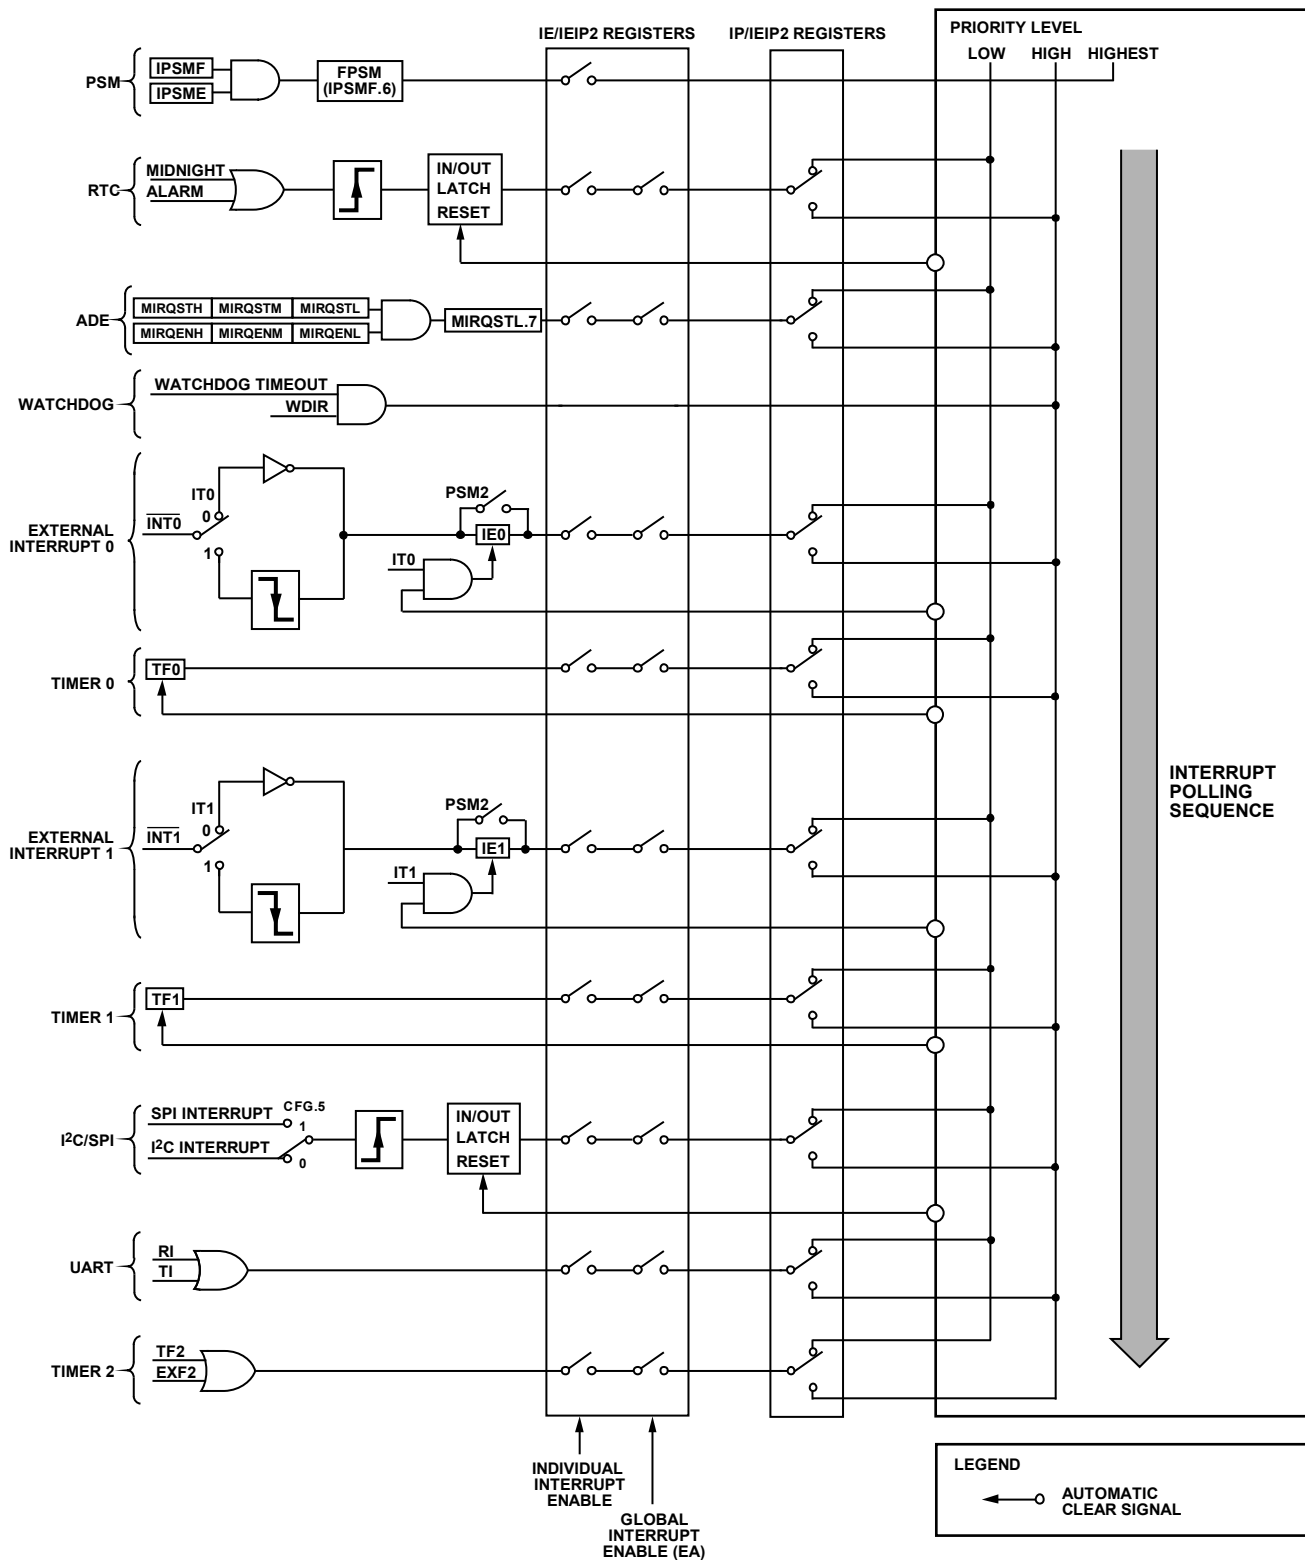 IE/IEIP2 REGISTERS
IP/IEIP2 REGISTERS
PRIORITY LEVEL
LOW
HIGH
HIGHEST
PSM
IPSMF
IPSME
FPSM
(IPSMF.6)
RTC
MIDNIGHT
ALARM
IN/OUT
LATCH
RESET
ADE
MIRQSTH
MIRQSTM
MIRQSTL
MIRQENH
MIRQENM
MIRQENL
MIRQSTL.7
WATCHDOG
WATCHDOG TIMEOUT
WDIR
EXTERNAL
INTERRUPT 0
INT0
IT0
0
1
PSM2
IE0
IT0
TIMER 0
TF0
EXTERNAL
INTERRUPT 1
INT1
IT1
0
1
PSM2
IE1
IT1
INTERRUPT
POLLING
SEQUENCE
TIMER 1
TF1
I²C/SPI
SPI INTERRUPT
I²C INTERRUPT
CFG.5
1
0
IN/OUT
LATCH
RESET
UART
RI
TI
TIMER 2
TF2
EXF2
INDIVIDUAL
INTERRUPT
ENABLE
GLOBAL
INTERRUPT
ENABLE (EA)
LEGEND
AUTOMATIC
CLEAR SIGNAL